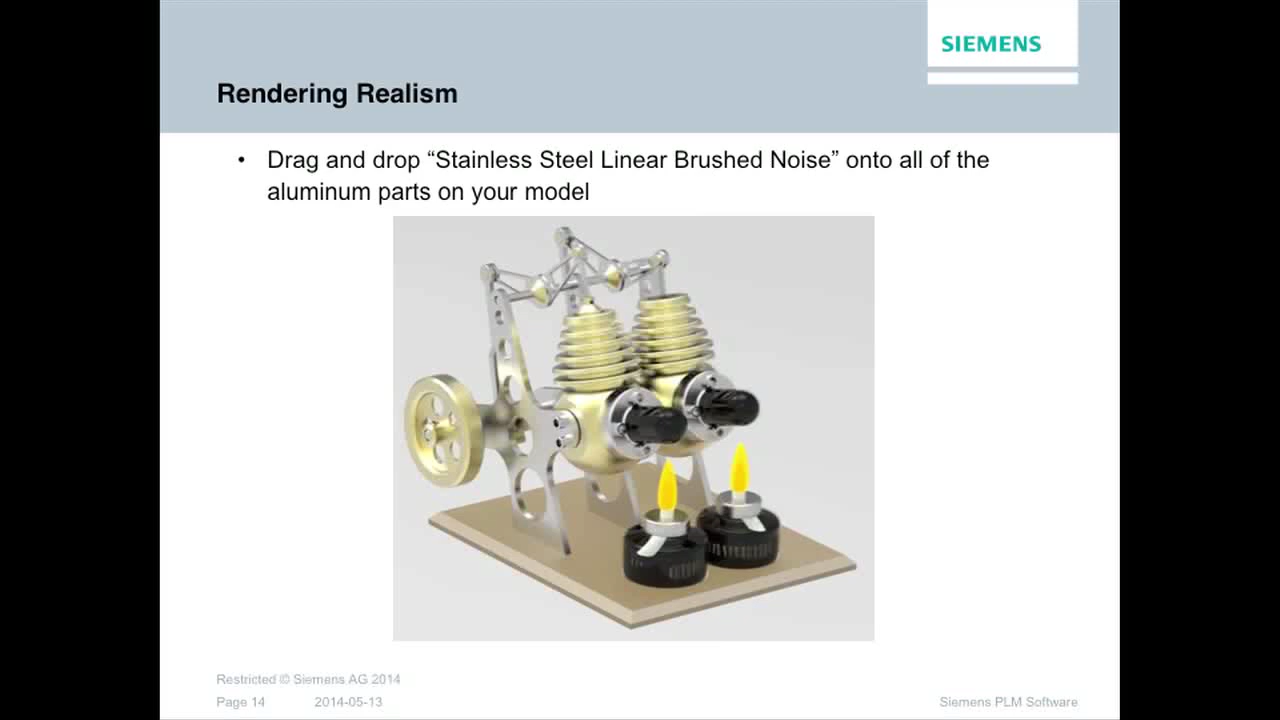 SIEMENS
Rendering Realism
• Drag and drop “Stainless Steel Linear Brushed Noise” onto all of the
aluminum parts on your model
Restricted © Siemens AG 2014
Page 14 2014-05-13
Siemens PLM Software